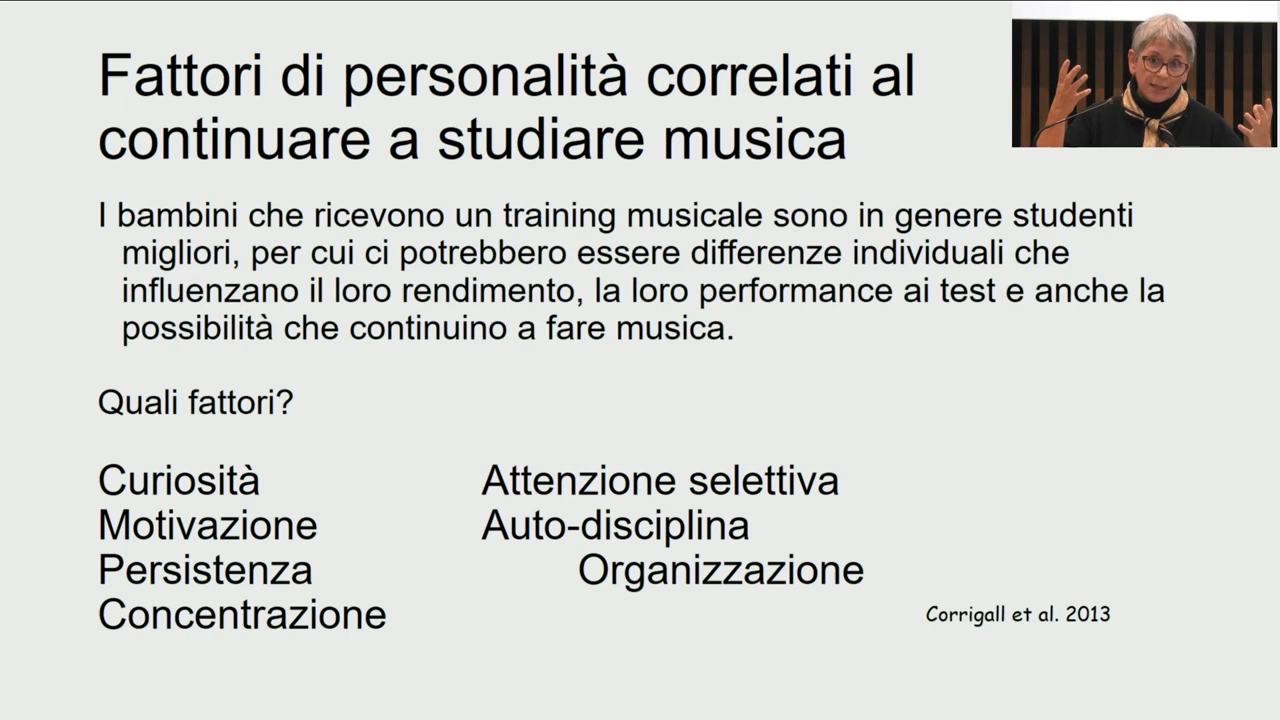 Fattori di personalità correlati al
continuare a studiare musica
I bambini che ricevono un training musicale sono in genere studenti
migliori, per cui ci potrebbero essere differenze individuali che
influenzano il loro rendimento, la loro performance ai test e anche la
possibilità che continuino a fare musica.
Quali fattori?
Curiosità Attenzione selettiva
Motivazione Auto-disciplina
Persistenza Organizzazione
Concentrazione
Corrigall et al. 2013